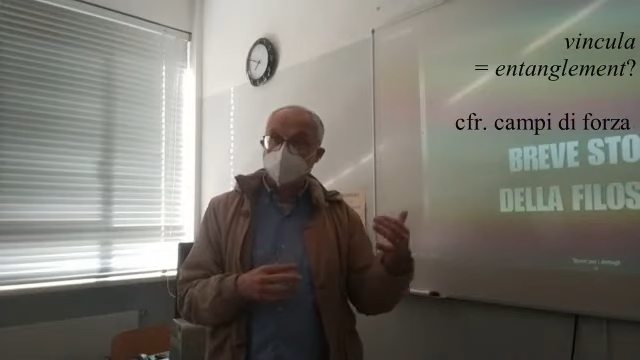 vincula
= entanglement?
cfr. campi di forza
BREVE STO
DELLA FILOS